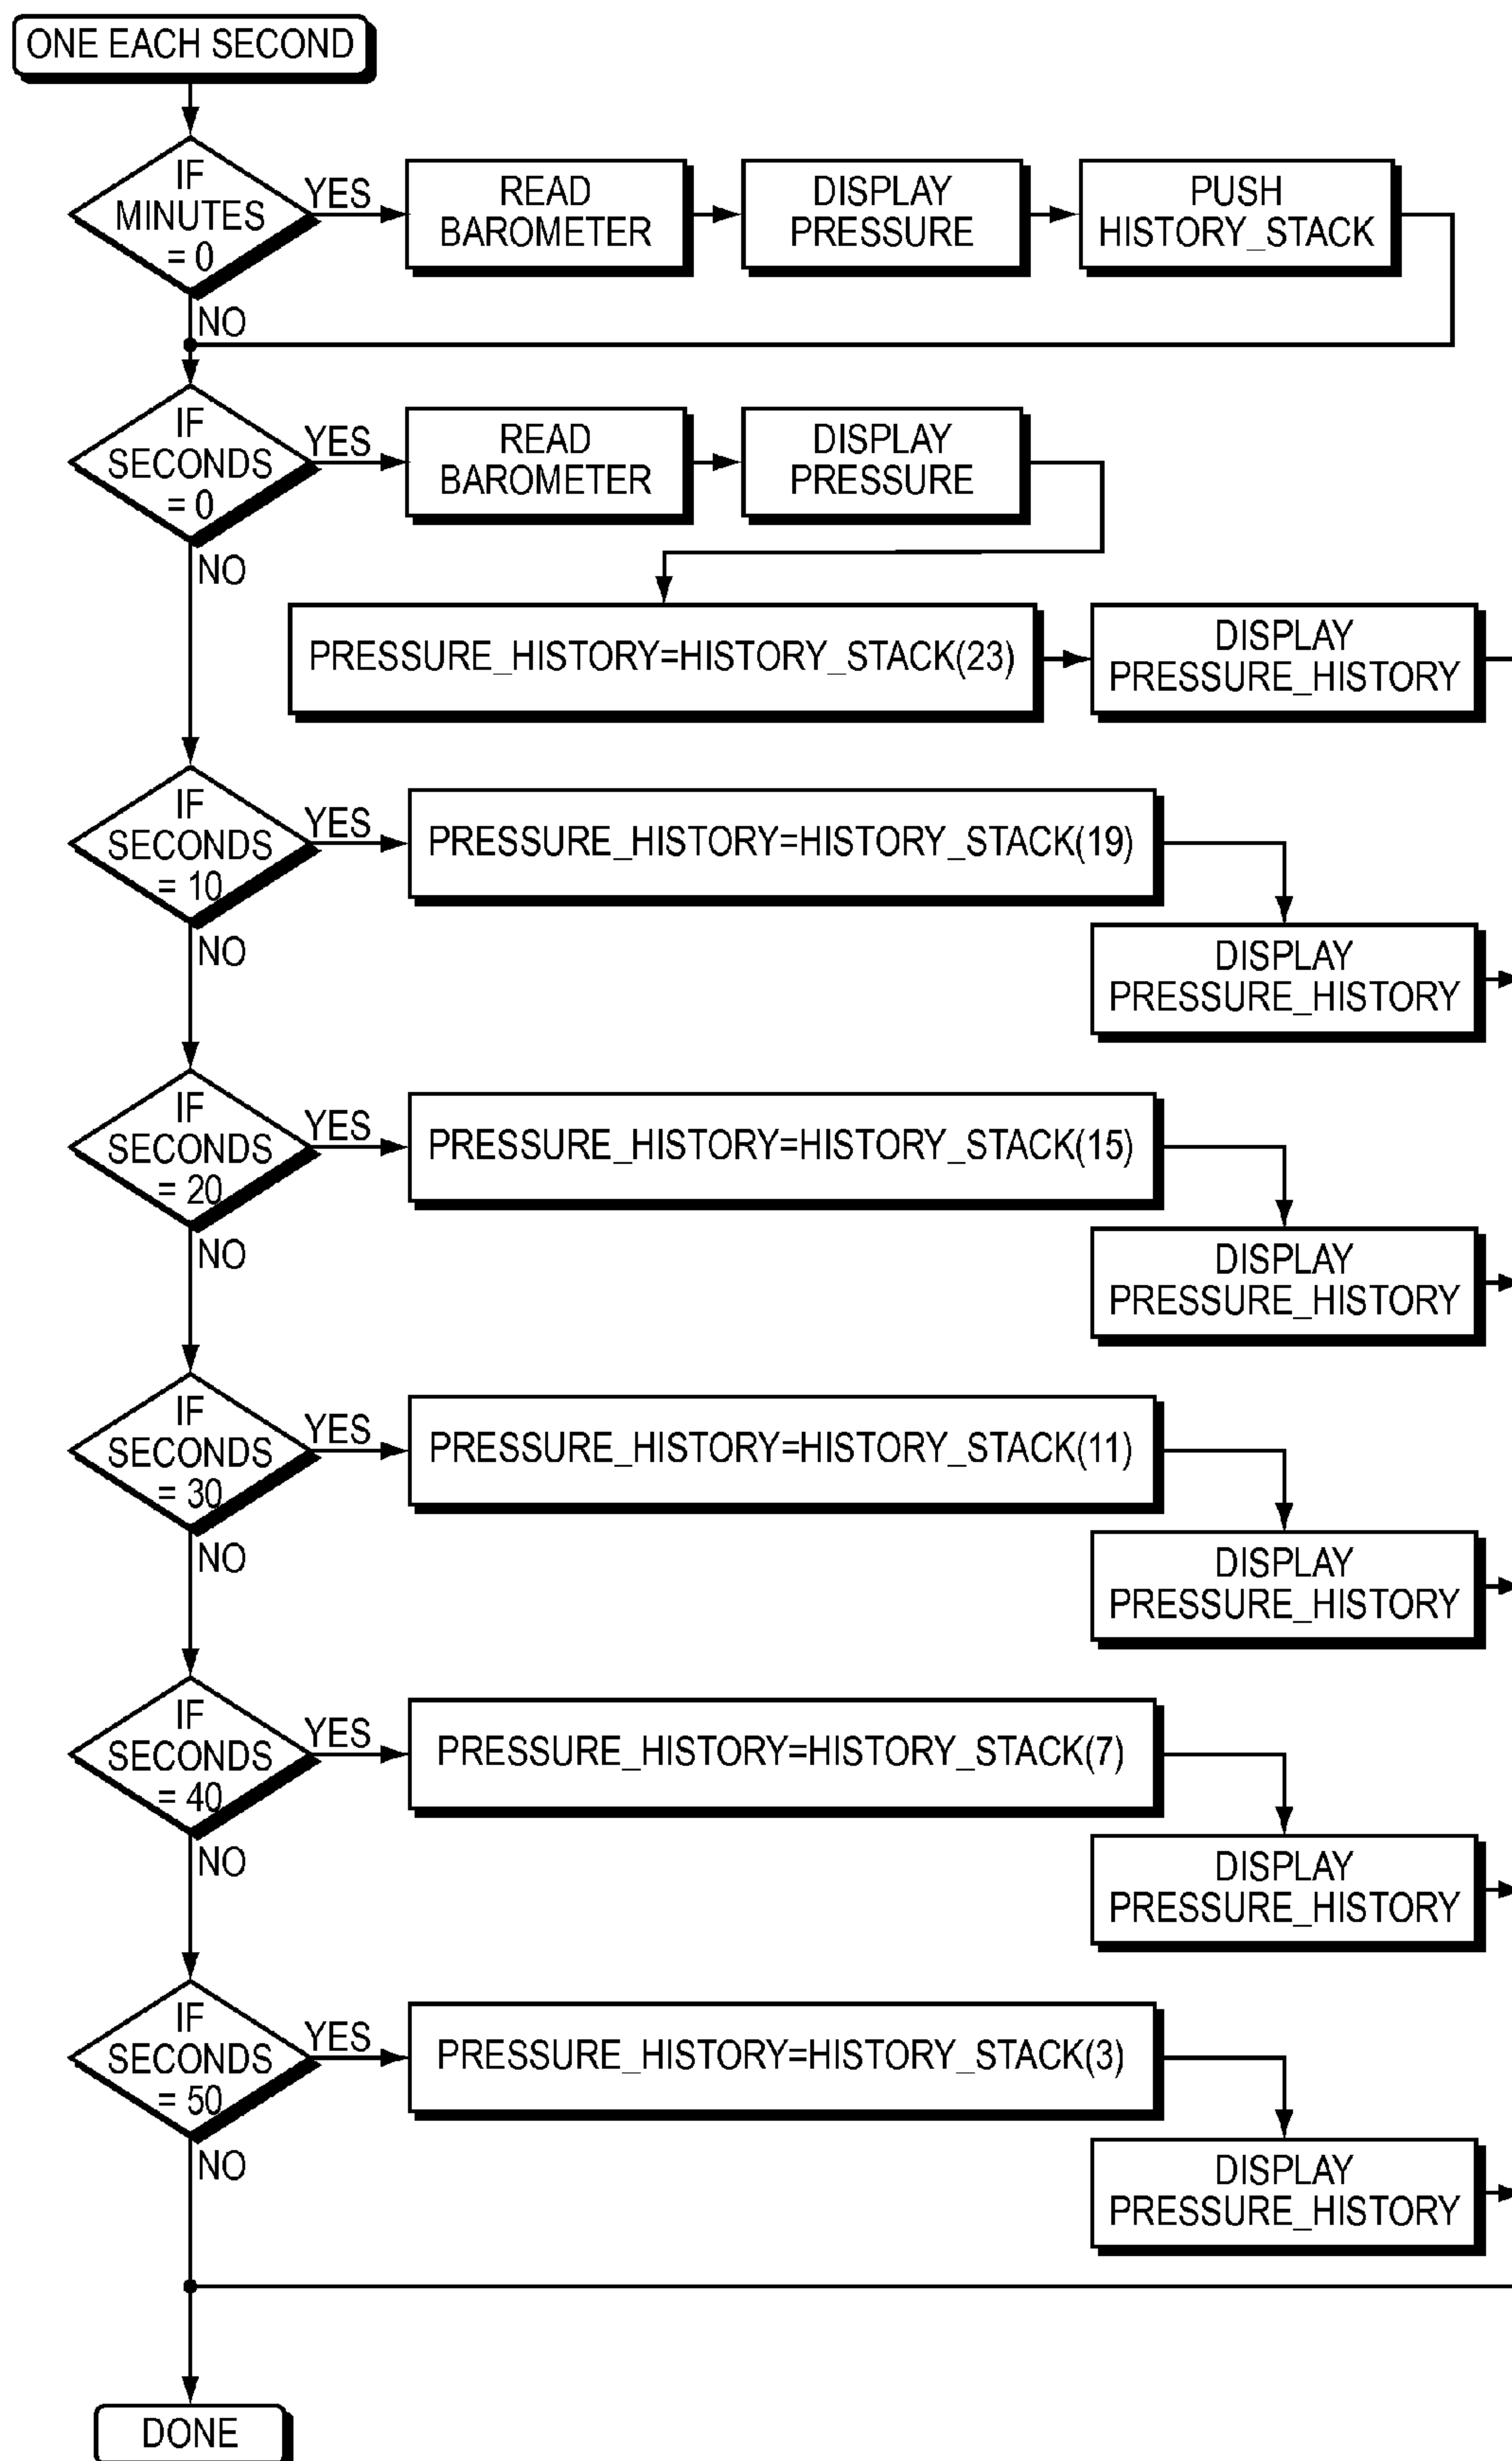 ONE EACH SECOND
IF
MINUTES
= 0
YES
READ
BAROMETER
DISPLAY
PRESSURE
PUSH
HISTORY_STACK
NO
IF
SECONDS
= 0
YES
READ
BAROMETER
DISPLAY
PRESSURE
NO
PRESSURE_HISTORY=HISTORY_STACK(23)
DISPLAY
PRESSURE_HISTORY
IF
SECONDS
= 10
YES
PRESSURE_HISTORY=HISTORY_STACK(19)
NO
DISPLAY
PRESSURE_HISTORY
IF
SECONDS
= 20
YES
PRESSURE_HISTORY=HISTORY_STACK(15)
NO
DISPLAY
PRESSURE_HISTORY
IF
SECONDS
= 30
YES
PRESSURE_HISTORY=HISTORY_STACK(11)
NO
DISPLAY
PRESSURE_HISTORY
IF
SECONDS
= 40
YES
PRESSURE_HISTORY=HISTORY_STACK(7)
NO
DISPLAY
PRESSURE_HISTORY
IF
SECONDS
= 50
YES
PRESSURE_HISTORY=HISTORY_STACK(3)
NO
DISPLAY
PRESSURE_HISTORY
DONE